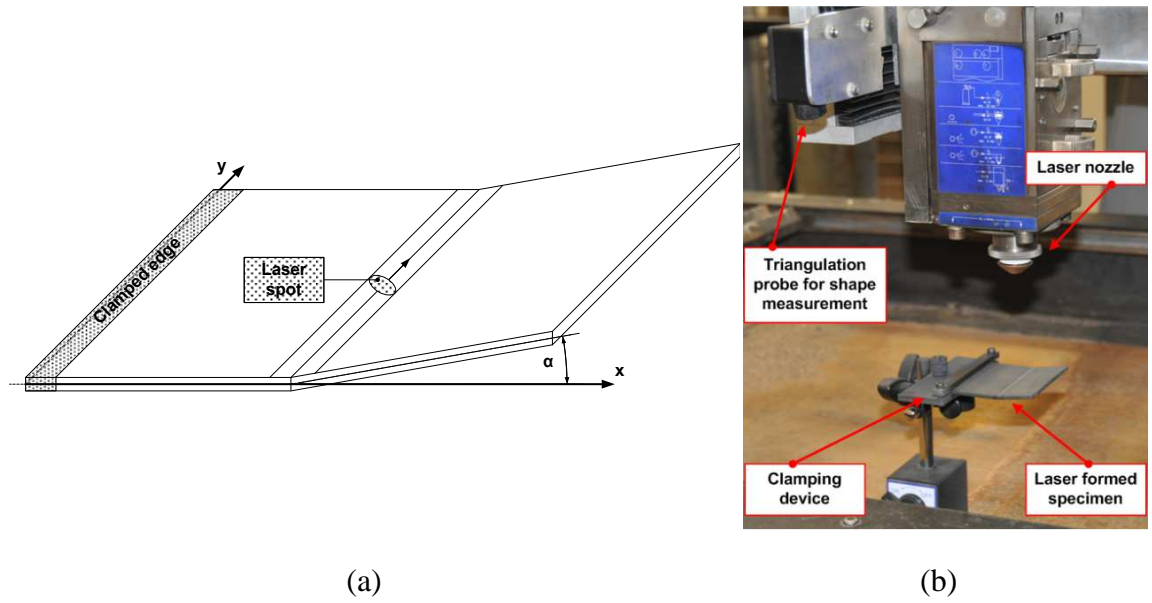 y
Clamped edge
Laser
spot
α
x
(a)
Laser nozzle
Triangulation
probe for shape
measurement
Clamping
device
Laser formed
specimen
(b)